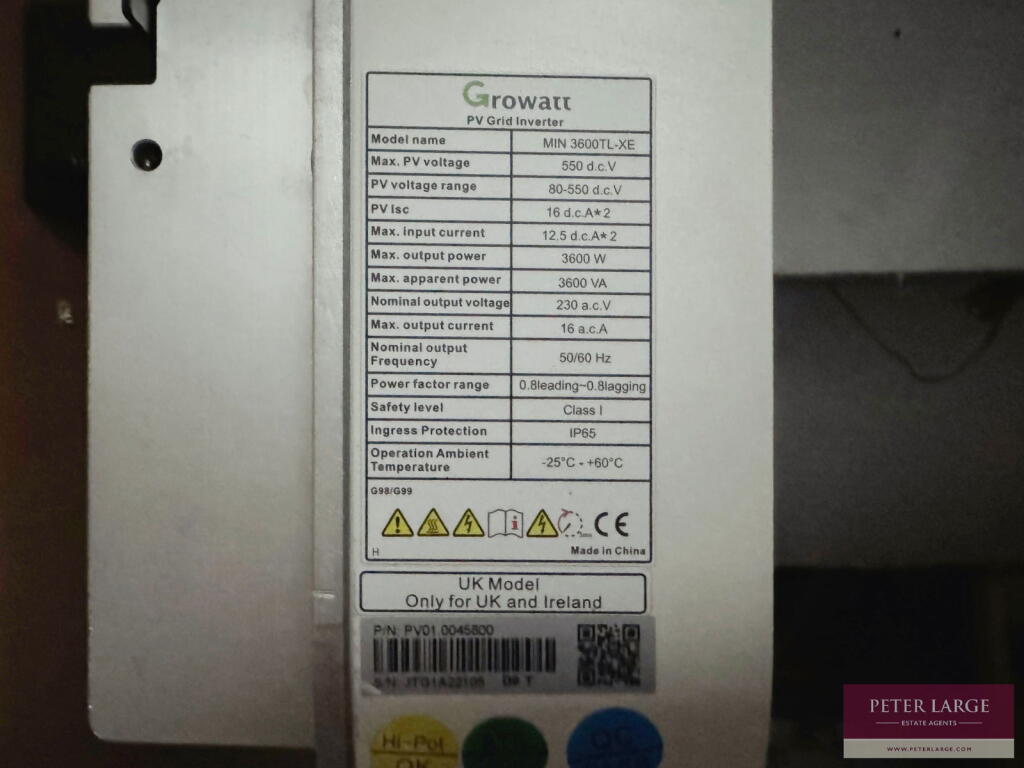 Growatt
PV Grid Inverter
Model name MIN 3600TL-XE
Max. PV voltage 550 d.c.V
PV voltage range 80-550 d.c.V
PV Isc 16 d.c.A*2
Max. input current 12.5 d.c.A*2
Max. output power 3600 W
Max. apparent power 3600 VA
Nominal output voltage 230 a.c.V
Max. output current 16 a.c.A
Nominal output
Frequency 50/60 Hz
Power factor range 0.8leading~0.8lagging
Safety level Class I
Ingress Protection IP65
Operation Ambient
Temperature -25°C - +60°C
G98/G99
CE
H Made in China
UK Model
Only for UK and Ireland
P/N: PV01 0045800
S/N:
Hi-Pot
OK
QC
PETER LARGE
ESTATE AGENTS
WWW.PETERLARGE.COM